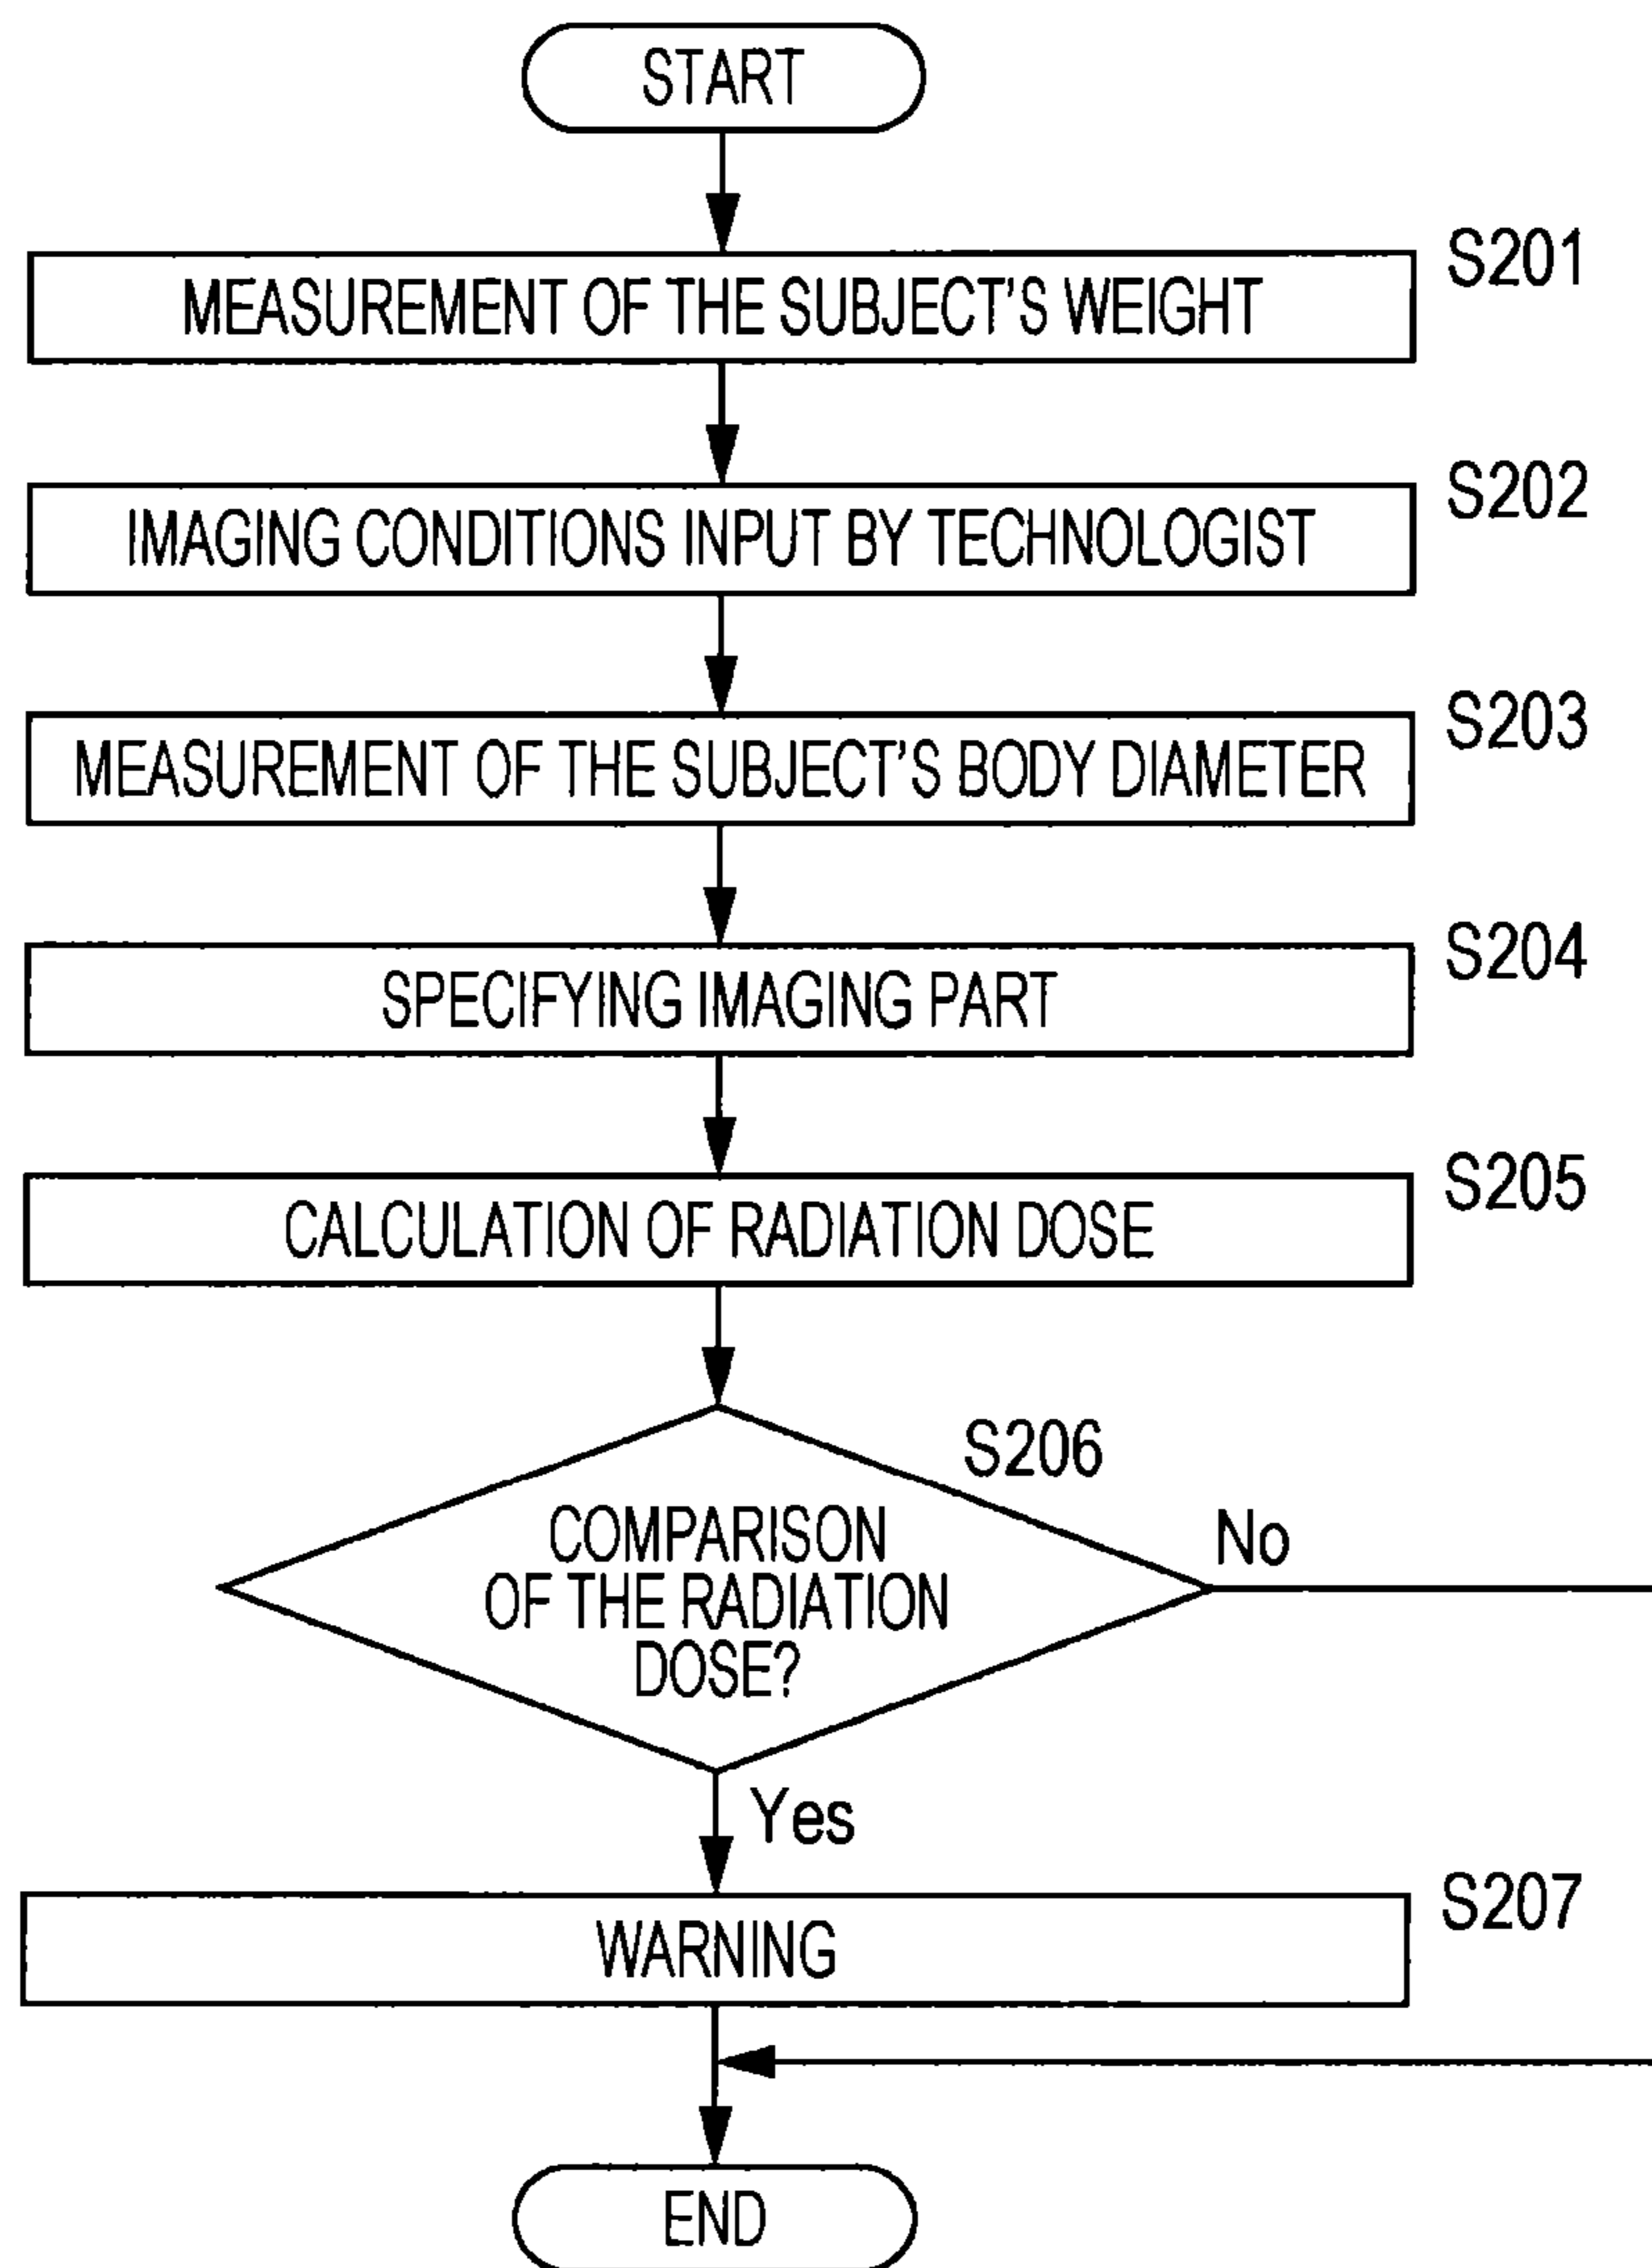 START
S201
MEASUREMENT OF THE SUBJECT'S WEIGHT
S202
IMAGING CONDITIONS INPUT BY TECHNOLOGIST
S203
MEASUREMENT OF THE SUBJECT'S BODY DIAMETER
S204
SPECIFYING IMAGING PART
S205
CALCULATION OF RADIATION DOSE
S206
COMPARISON
OF THE RADIATION
DOSE?
No
Yes
S207
WARNING
END